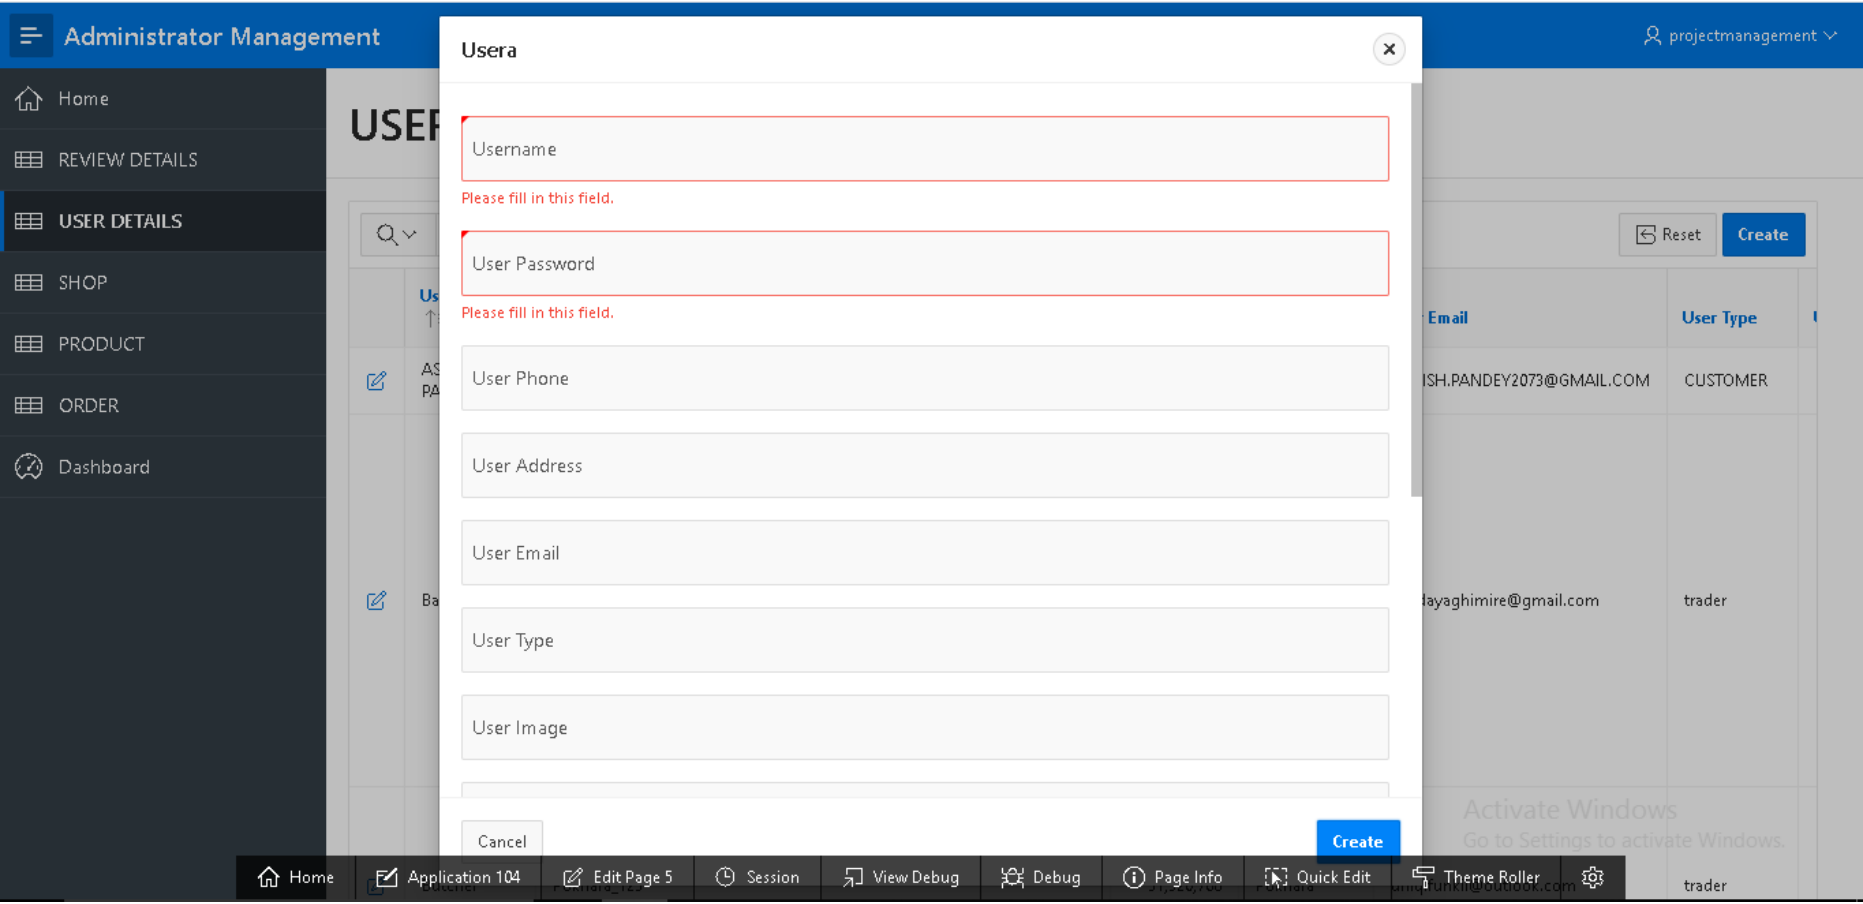 Administrator Management
projectmanagement
Home
REVIEW DETAILS
USER DETAILS
SHOP
PRODUCT
ORDER
Dashboard
Usera
Username
Please fill in this field.
User Password
Please fill in this field.
User Phone
User Address
User Email
User Type
User Image
Cancel
Create
Reset
Create
Email
User Type
ISH.PANDEY2073@GMAIL.COM
CUSTOMER
Ba
dayaghimire@gmail.com
trader
Activate Windows
Go to Settings to activate Windows.
Home
Application 104
Edit Page 5
Session
View Debug
Debug
Page Info
Quick Edit
Theme Roller
trader